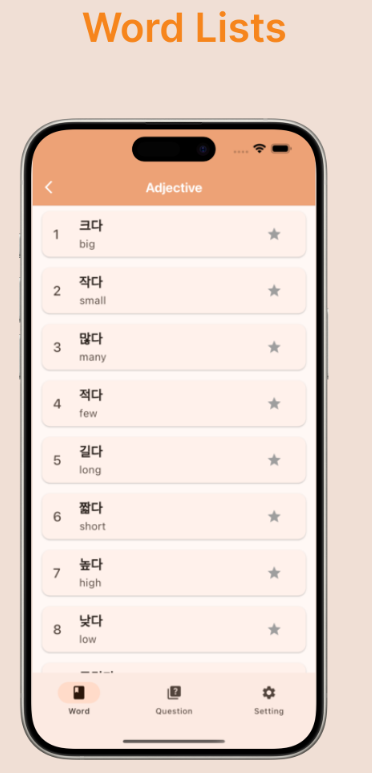 Word Lists
Adjective
1
크다
big
2
작다
small
3
많다
many
4
적다
few
5
길다
long
6
짧다
short
7
높다
high
8
낮다
low
Word
Question
Setting